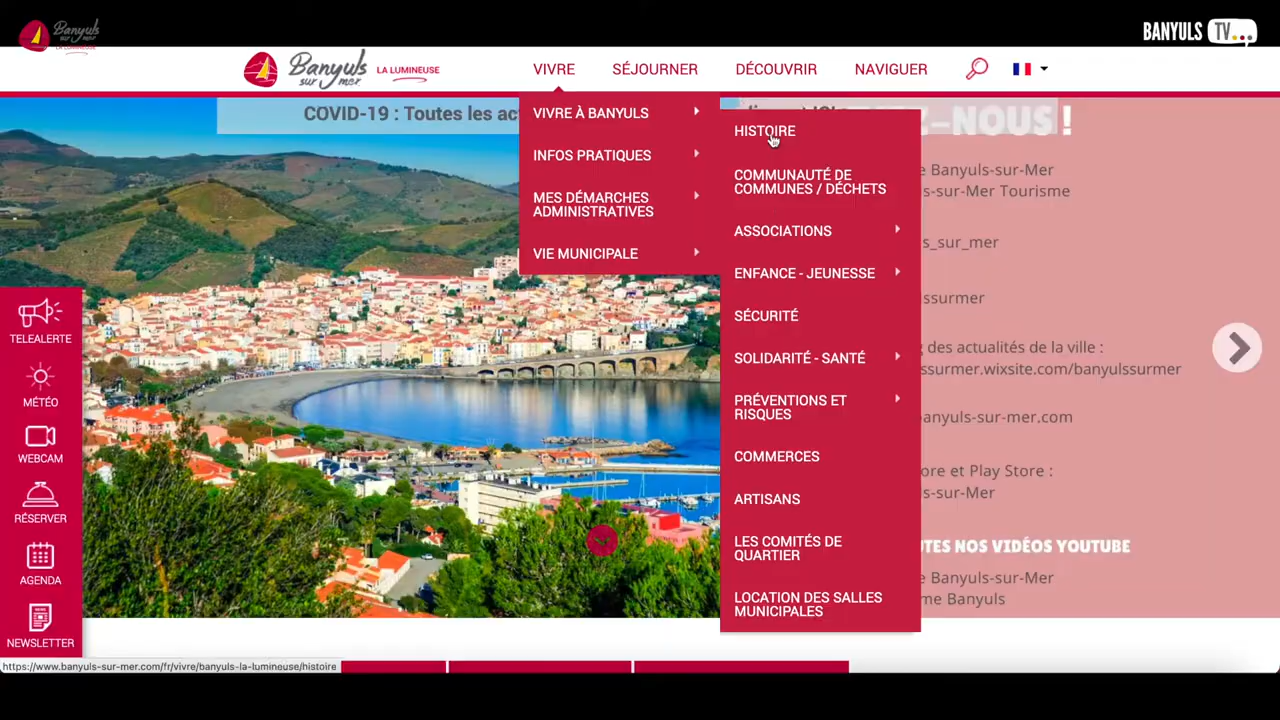 Banyuls
sur mer
LA LUMINEUSE
BANYULS TV...
Banyuls
sur mer
LA LUMINEUSE
VIVRE
SÉJOURNER
DÉCOUVRIR
NAVIGUER
COVID-19 : Toutes les ac
Z-NOUS !
VIVRE À BANYULS
INFOS PRATIQUES
MES DÉMARCHES
ADMINISTRATIVES
VIE MUNICIPALE
HISTOIRE
COMMUNAUTÉ DE
COMMUNES / DÉCHETS
ASSOCIATIONS
ENFANCE - JEUNESSE
SÉCURITÉ
SOLIDARITÉ - SANTÉ
PRÉVENTIONS ET
RISQUES
COMMERCES
ARTISANS
LES COMITÉS DE
QUARTIER
LOCATION DES SALLES
MUNICIPALES
e Banyuls-sur-Mer
ls-sur-Mer Tourisme
s_sur_mer
ssurmer
des actualités de la ville :
ssurmer.wixsite.com/banyulssurmer
banyuls-sur-mer.com
ore et Play Store :
s-sur-Mer
TES NOS VIDÉOS YOUTUBE
e Banyuls-sur-Mer
me Banyuls
TELEALERTE
MÉTÉO
WEBCAM
RÉSERVER
AGENDA
NEWSLETTER
https://www.banyuls-sur-mer.com/fr/vivre/banyuls-la-lumineuse/histoire